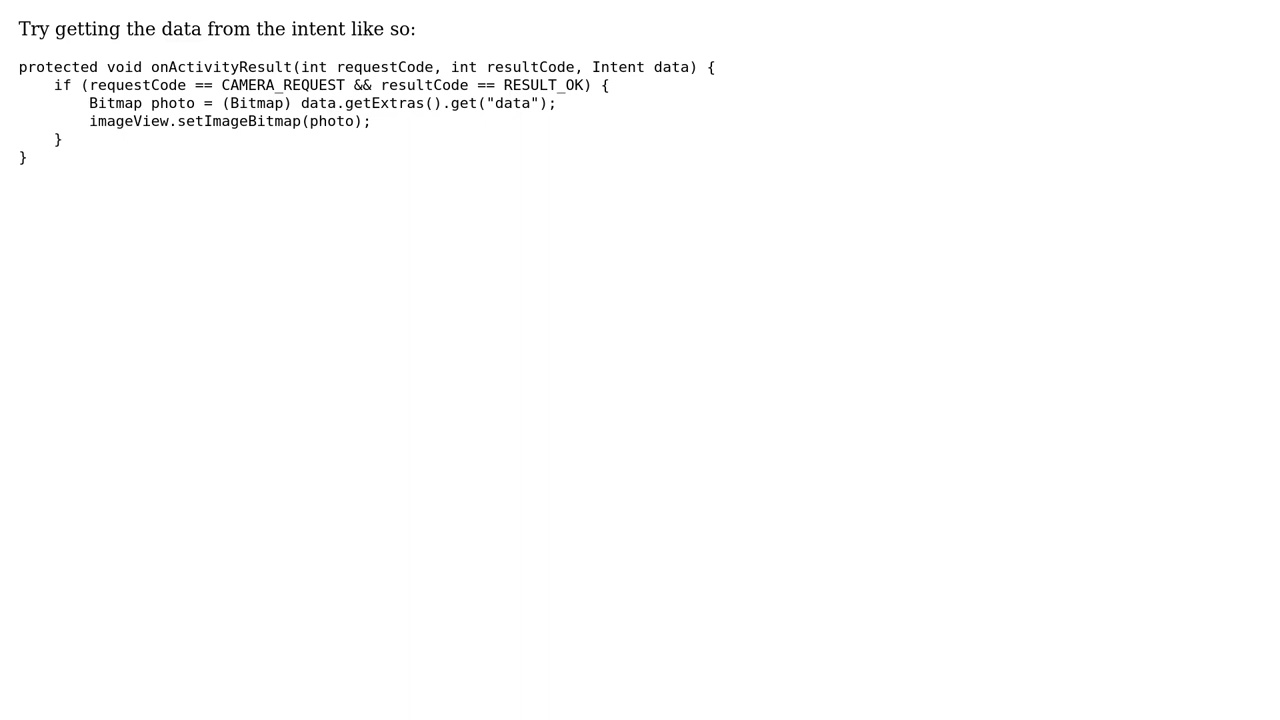 Try getting the data from the intent like so:
protected void onActivityResult(int requestCode, int resultCode, Intent data) {
    if (requestCode == CAMERA_REQUEST && resultCode == RESULT_OK) {
        Bitmap photo = (Bitmap) data.getExtras().get("data");
        imageView.setImageBitmap(photo);
    }
}